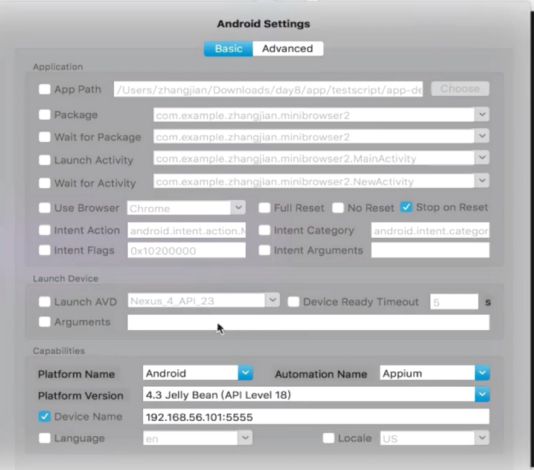 Android Settings
Basic Advanced
Application
App Path /Users/zhangjian/Downloads/day8/app/testscript/app-de Choose
Package com.example.zhangjian.minibrowser2
Wait for Package com.example.zhangjian.minibrowser2
Launch Activity com.example.zhangjian.minibrowser2.MainActivity
Wait for Activity com.example.zhangjian.minibrowser2.NewActivity
Use Browser Chrome Full Reset No Reset Stop on Reset
Intent Action android.intent.action.M Intent Category android.intent.categor
Intent Flags 0x10200000 Intent Arguments
Launch Device
Launch AVD Nexus_4_API_23 Device Ready Timeout 5 s
Arguments
Capabilities
Platform Name Android Automation Name Appium
Platform Version 4.3 Jelly Bean (API Level 18)
Device Name 192.168.56.101:5555
Language en Locale US